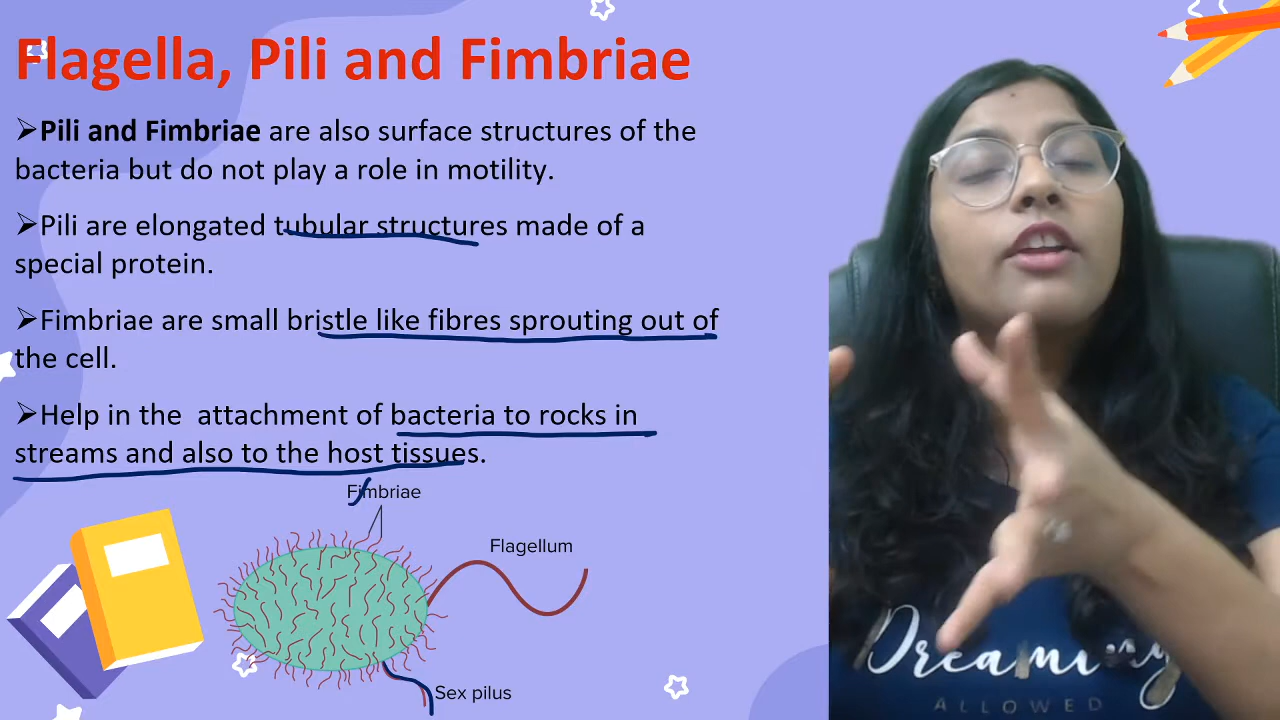 Flagella, Pili and Fimbriae
➢Pili and Fimbriae are also surface structures of the
bacteria but do not play a role in motility.
➢Pili are elongated tubular structures made of a
special protein.
➢Fimbriae are small bristle like fibres sprouting out of
the cell.
➢Help in the  attachment of bacteria to rocks in
streams and also to the host tissues.
Fimbriae
Flagellum
Sex pilus
Dreaming
ALLOWED